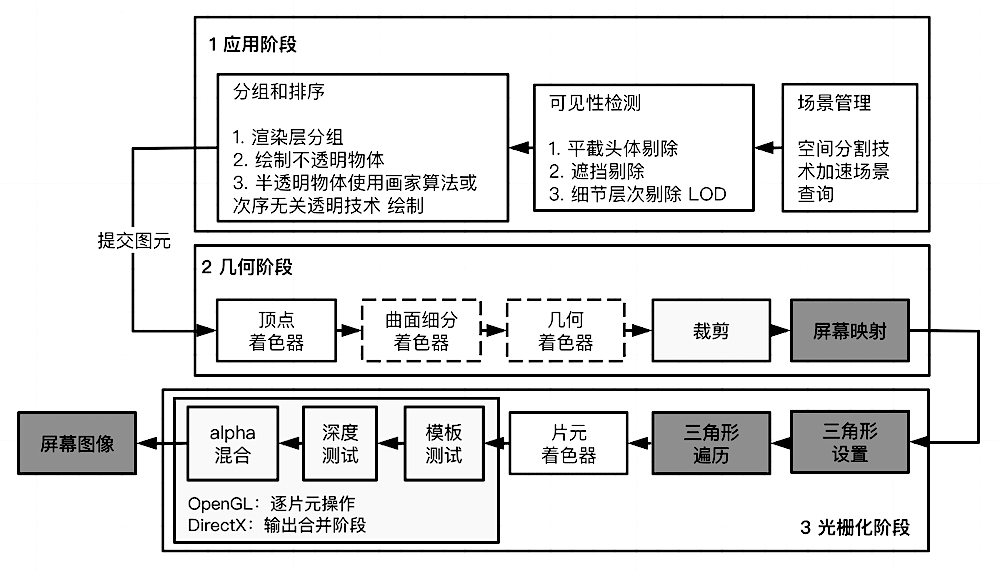 1 应用阶段
分组和排序
1. 渲染层分组
2. 绘制不透明物体
3. 半透明物体使用画家算法或
次序无关透明技术 绘制
可见性检测
1. 平截头体剔除
2. 遮挡剔除
3. 细节层次剔除 LOD
场景管理
空间分割技
术加速场景
查询
提交图元
2 几何阶段
顶点
着色器
曲面细分
着色器
几何
着色器
裁剪
屏幕映射
屏幕图像
alpha
混合
深度
测试
模板
测试
片元
着色器
三角形
遍历
三角形
设置
OpenGL：逐片元操作
DirectX：输出合并阶段
3 光栅化阶段